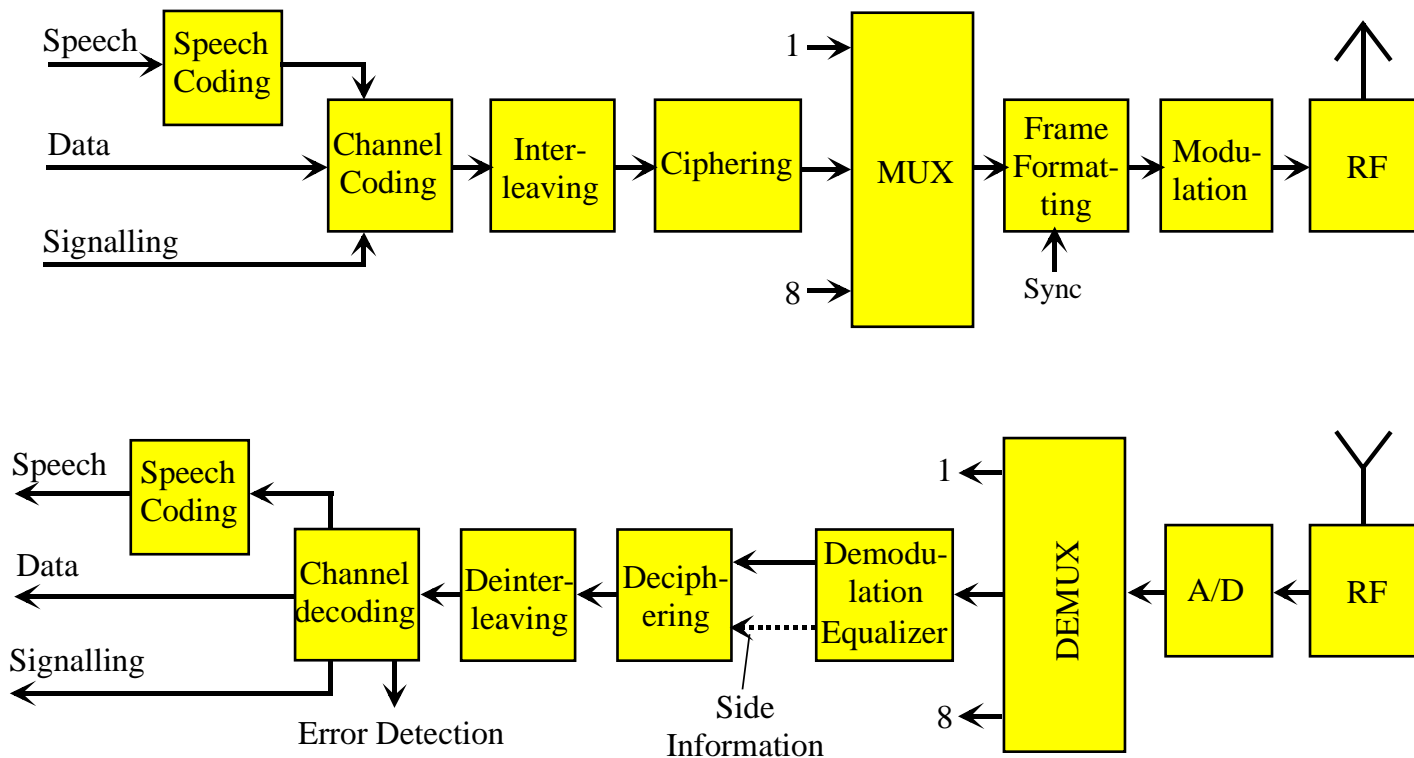 Speech
Speech
Coding
Data
Signalling
Channel
Coding
Inter-
leaving
Ciphering
1
8
MUX
Frame
Format-
ting
Sync
Modu-
lation
RF
Speech
Speech
Coding
Data
Signalling
Channel
decoding
Error Detection
Deinter-
leaving
Deciph-
ering
Side
Information
Demodu-
lation
Equalizer
1
8
DEMUX
A/D
RF